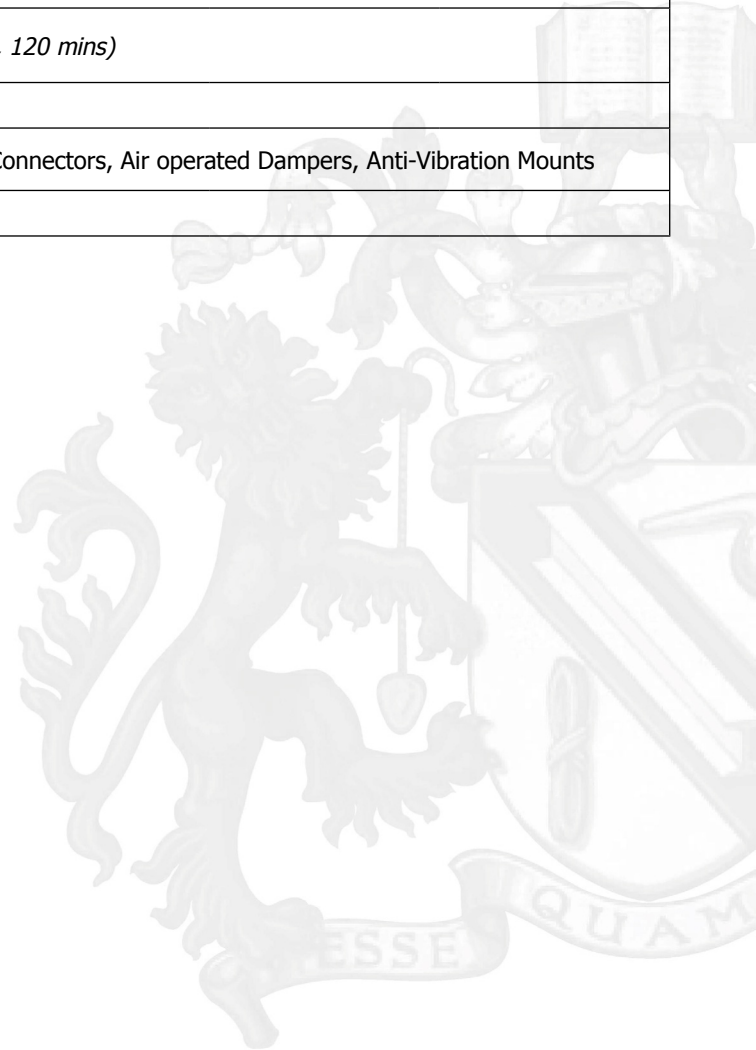 , 120 mins)
Connectors, Air operated Dampers, Anti-Vibration Mounts
ESSE
QUAM